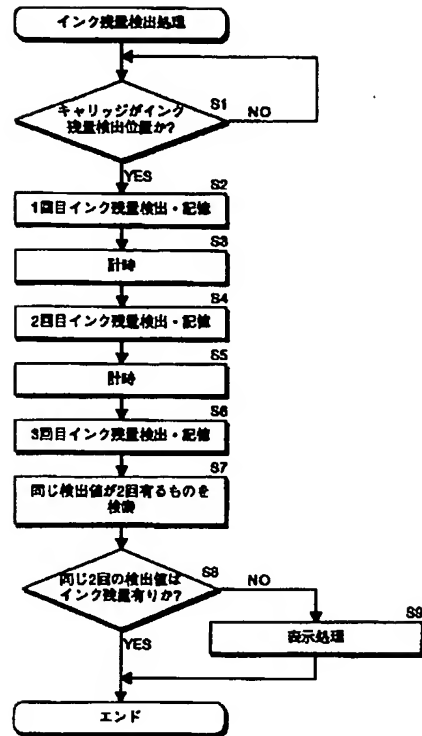 インク残量検出処理
キャリッジがインク
残量検出位置か?
S1
NO
YES
S2
1回目インク残量検出・記憶
S3
計時
S4
2回目インク残量検出・記憶
S5
計時
S6
3回目インク残量検出・記憶
S7
同じ検出値が2回有るものを
検索
同じ2回の検出値は
インク残量有りか?
S8
NO
YES
S9
表示処理
エンド